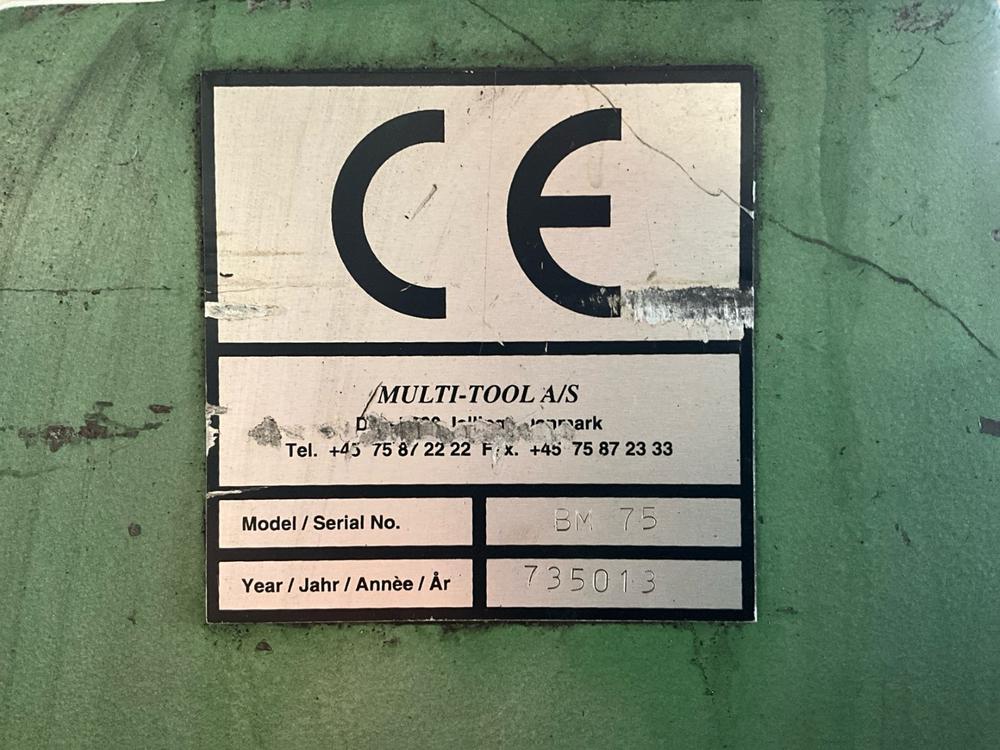 CE
MULTI-TOOL A/S
Tel. +45 75 87 22 22 Fax. +45 75 87 23 33
Model / Serial No. BM 75
Year / Jahr / Annèe / År 735013